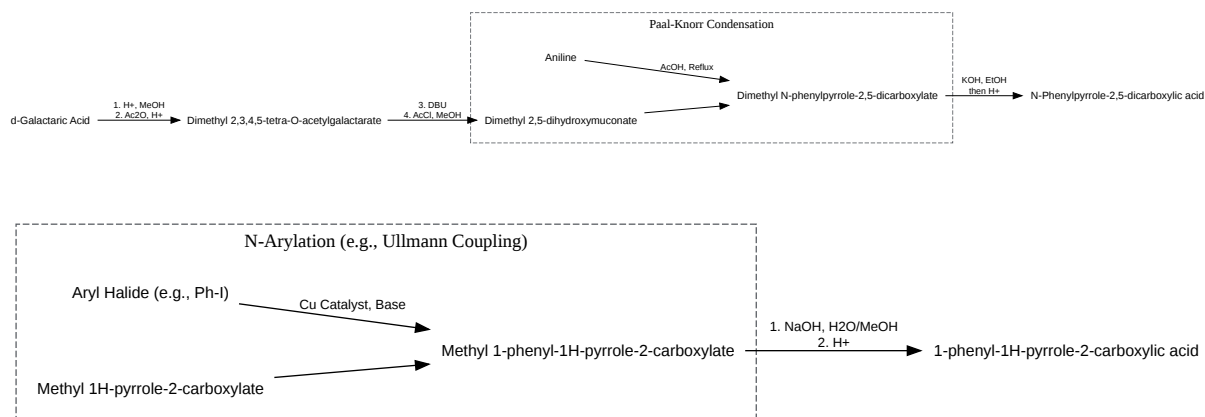 Paal-Knorr Condensation
Aniline
AcOH, Reflux
KOH, EtOH
then H+
Dimethyl N-phenylpyrrole-2,5-dicarboxylate
N-Phenylpyrrole-2,5-dicarboxylic acid
1. H+, MeOH
2. Ac2O, H+
3. DBU
4. AcCl, MeOH
d-Galactaric Acid
Dimethyl 2,3,4,5-tetra-O-acetylgalactarate
Dimethyl 2,5-dihydroxymuconate
N-Arylation (e.g., Ullmann Coupling)
Aryl Halide (e.g., Ph-I)
Cu Catalyst, Base
1. NaOH, H2O/MeOH
2. H+
Methyl 1-phenyl-1H-pyrrole-2-carboxylate
1-phenyl-1H-pyrrole-2-carboxylic acid
Methyl 1H-pyrrole-2-carboxylate